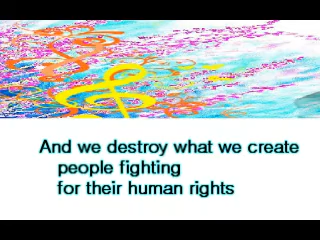 And we destroy what we create
people fighting
for their human rights